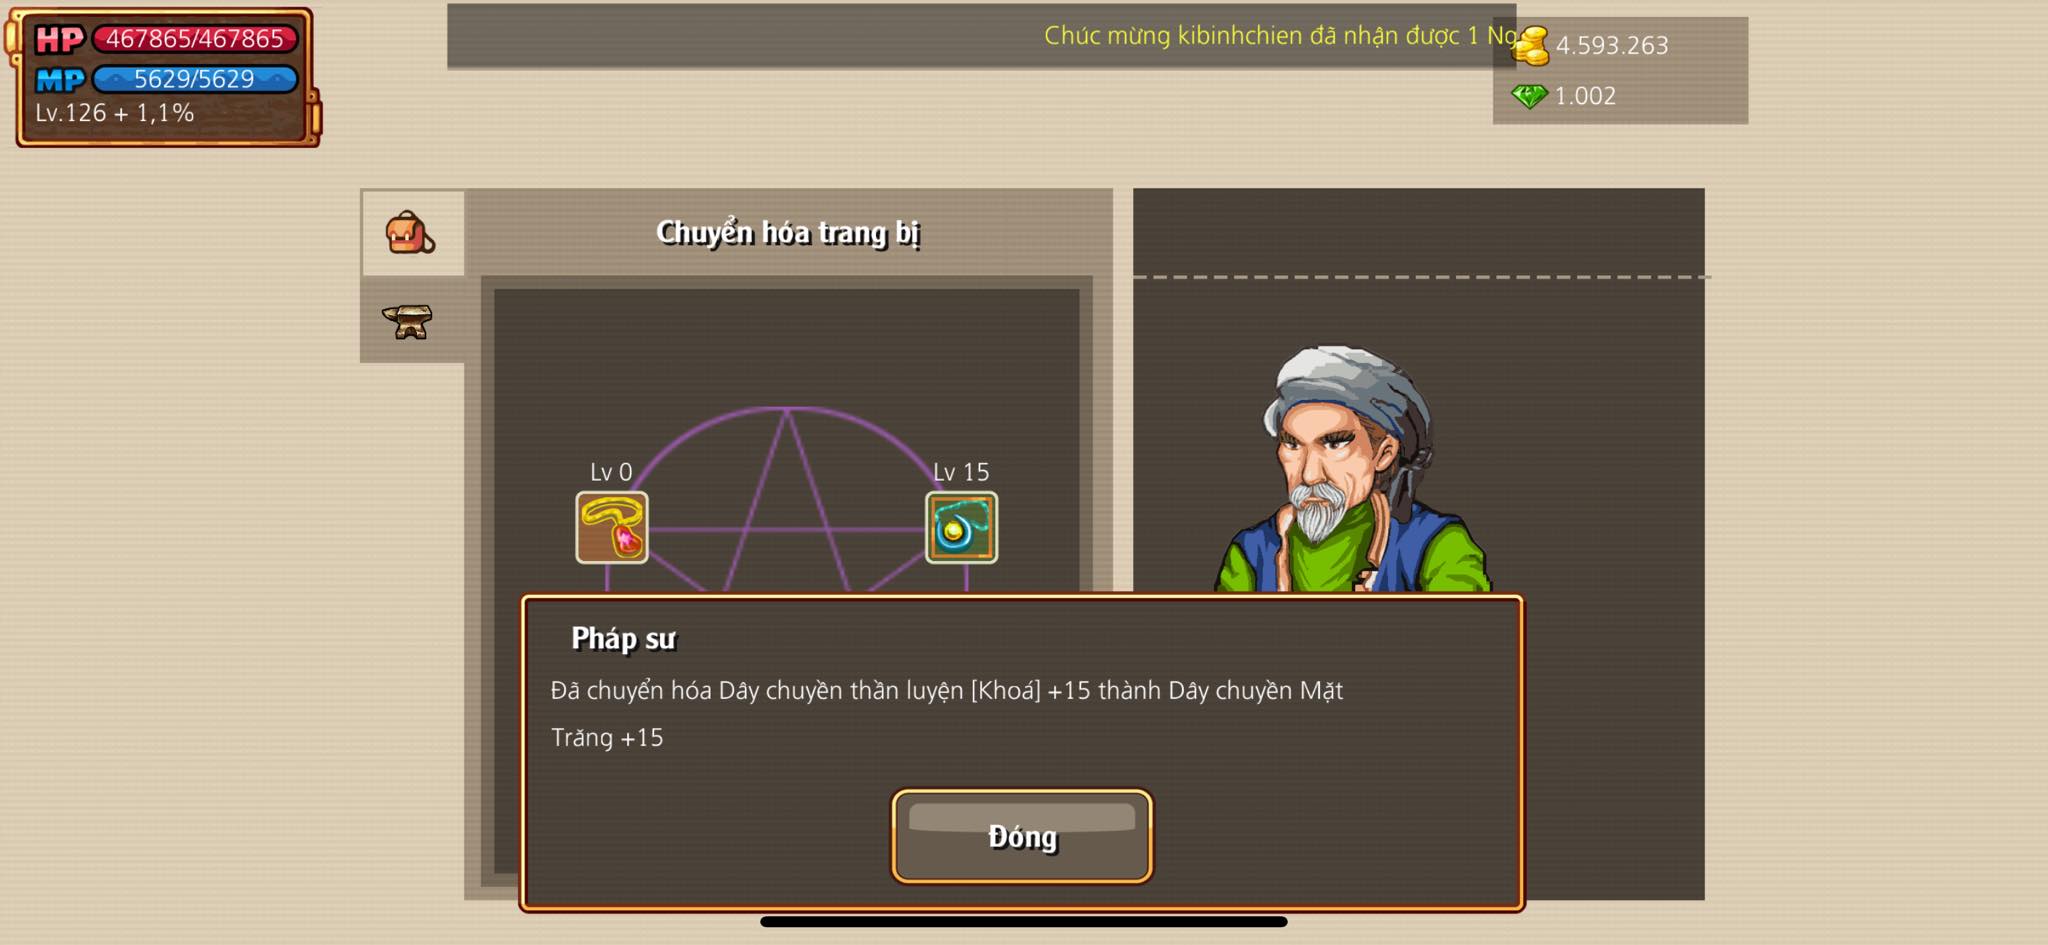 HP 467865/467865
MP 5629/5629
Lv.126 + 1,1%
Chúc mừng kibinhchien đã nhận được 1
4.593.263
1.002
Chuyển hóa trang bị
Lv 0
Lv 15
Pháp sư
Đã chuyển hóa Dây chuyền thần luyện [Khoá] +15 thành Dây chuyền Mặt
Trăng +15
Đóng